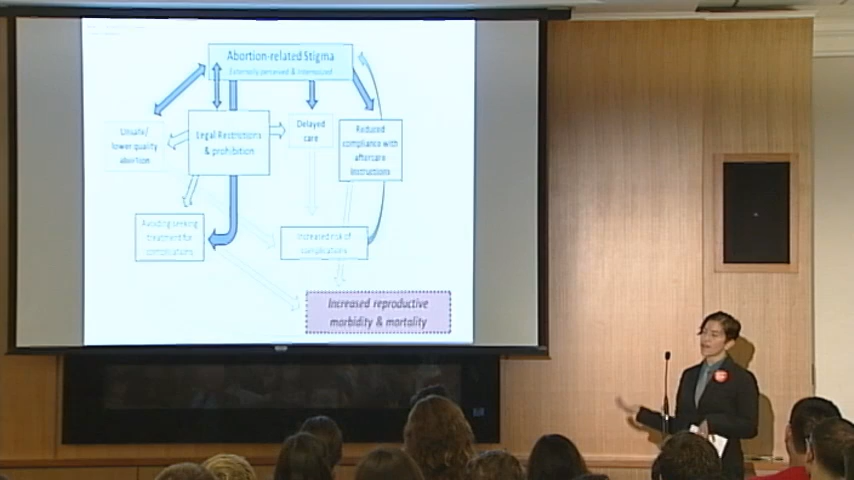 Abortion-related Stigma
Externally perceived & Internalized
Unsafe/
lower quality
abortion
Legal Restrictions
& prohibition
Delayed
care
Reduced
compliance with
aftercare
instructions
Avoiding seeking
treatment for
complications
Increased risk of
complications
Increased reproductive
morbidity & mortality